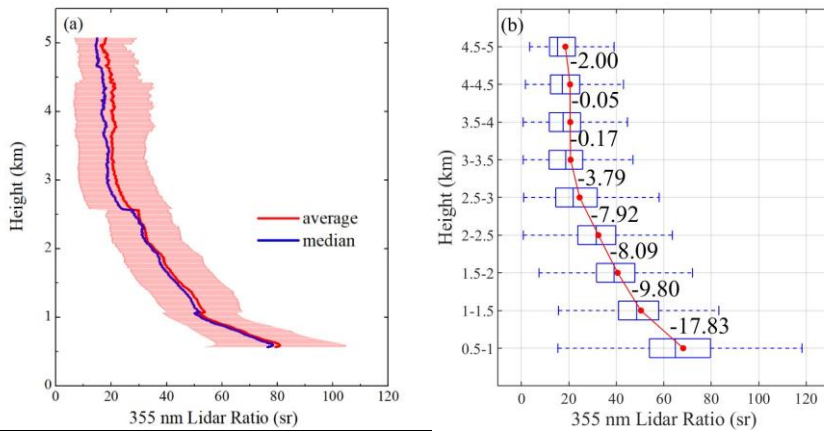 (a)
5
4
3
2
1
0
Height (km)
average
median
0 20 40 60 80 100 120
355 nm Lidar Ratio (sr)
(b)
4.5-5
4-4.5
3.5-4
3-3.5
2.5-3
2-2.5
1.5-2
1-1.5
0.5-1
Height (km)
-2.00
-0.05
-0.17
-3.79
-7.92
-8.09
-9.80
-17.83
0 20 40 60 80 100 120
355 nm Lidar Ratio (sr)